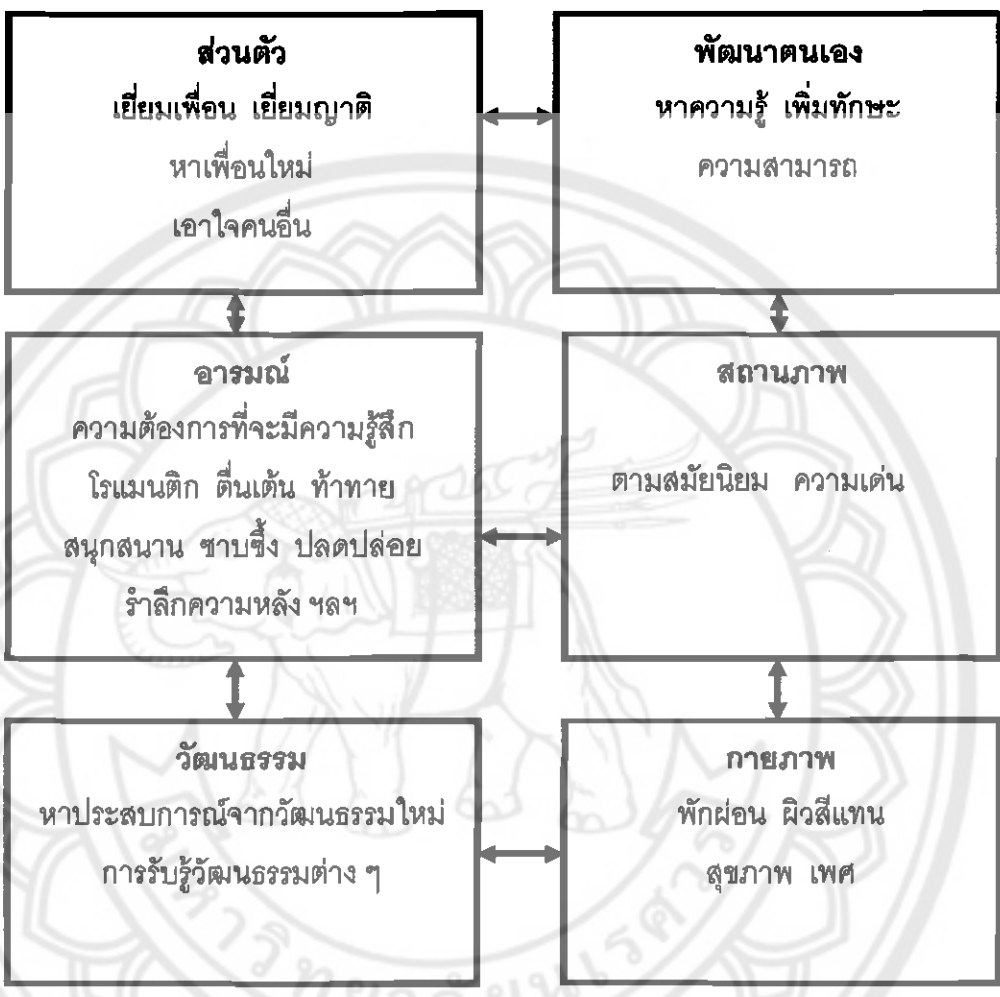 ส่วนตัว
เยี่ยมเพื่อน เยี่ยมญาติ
หาเพื่อนใหม่
เอาใจคนอื่น
พัฒนาตนเอง
หาความรู้ เพิ่มทักษะ
ความสามารถ
อารมณ์
ความต้องการที่จะมีความรู้สึก
โรแมนติก ตื่นเต้น ท้าทาย
สนุกสนาน ซาบซึ้ง ปลดปล่อย
รำลึกความหลัง ฯลฯ
สถานภาพ
ตามสมัยนิยม ความเด่น
วัฒนธรรม
หาประสบการณ์จากวัฒนธรรมใหม่
การรับรู้วัฒนธรรมต่าง ๆ
กายภาพ
พักผ่อน ผิวสีแทน
สุขภาพ เพศ